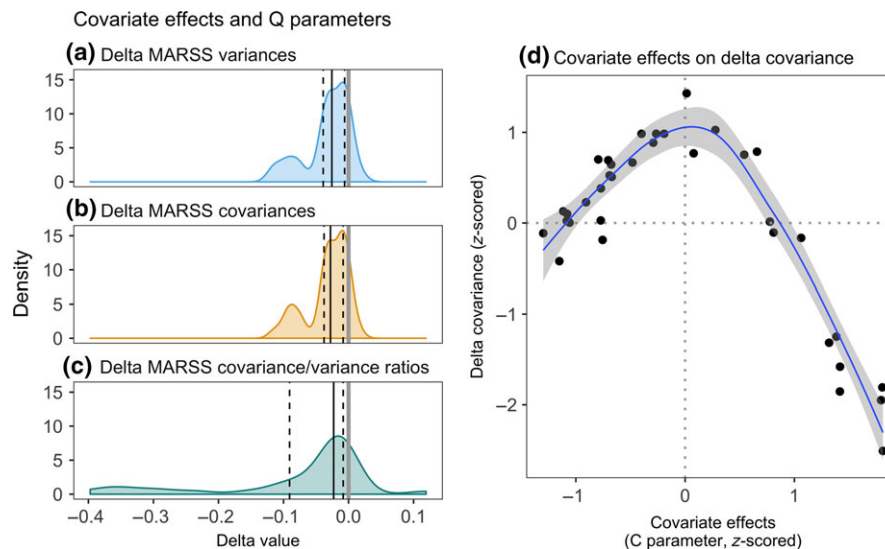 Covariate effects and Q parameters
(a) Delta MARSS variances
15
10
5
0
(b) Delta MARSS covariances
15
10
5
0
Density
(c) Delta MARSS covariance/variance ratios
15
10
5
0
−0.4 −0.3 −0.2 −0.1 0.0 0.1
Delta value
(d) Covariate effects on delta covariance
Delta covariance (z-scored)
1
0
−1
−2
−1 0 1
Covariate effects
(C parameter, z-scored)